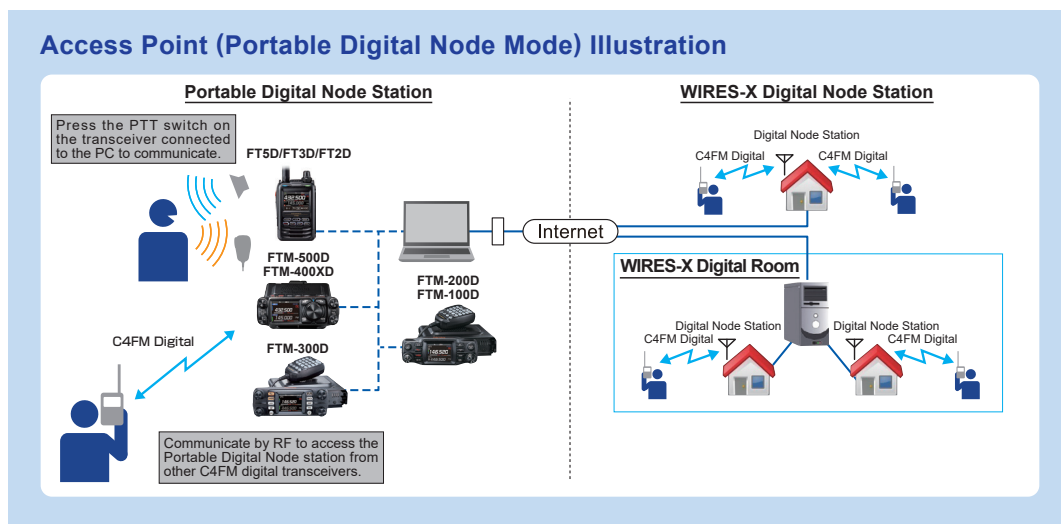 Access Point (Portable Digital Node Mode) Illustration
Portable Digital Node Station
Press the PTT switch on
the transceiver connected
to the PC to communicate.
FT5D/FT3D/FT2D
FTM-500D
FTM-400XD
FTM-200D
FTM-100D
C4FM Digital
FTM-300D
Communicate by RF to access the
Portable Digital Node station from
other C4FM digital transceivers.
Internet
WIRES-X Digital Node Station
Digital Node Station
C4FM Digital
C4FM Digital
WIRES-X Digital Room
Digital Node Station
C4FM Digital
Digital Node Station
C4FM Digital